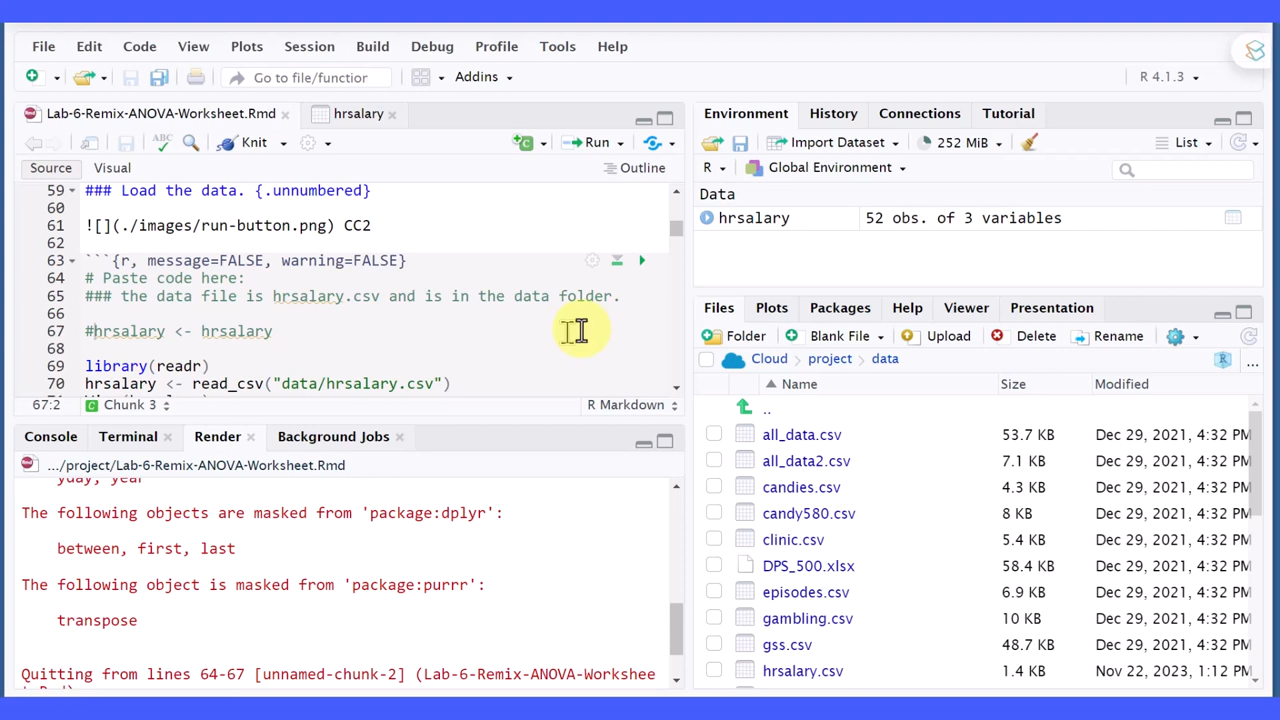 File Edit Code View Plots Session Build Debug Profile Tools Help
Go to file/function Addins R 4.1.3
Lab-6-Remix-ANOVA-Worksheet.Rmd hrsalary
ABC Knit Run
Source Visual Outline
59 ### Load the data. {.unnumbered}
60
61 ![](./images/run-button.png) CC2
62
63 ```{r, message=FALSE, warning=FALSE}
64 # Paste code here:
65 ### the data file is hrsalary.csv and is in the data folder.
66
67 #hrsalary <- hrsalary
68
69 library(readr)
70 hrsalary <- read_csv("data/hrsalary.csv")
67:2 Chunk 3 R Markdown
Console Terminal Render Background Jobs
.../project/Lab-6-Remix-ANOVA-Worksheet.Rmd
yday, year
The following objects are masked from 'package:dplyr':
between, first, last
The following object is masked from 'package:purrr':
transpose
Quitting from lines 64-67 [unnamed-chunk-2] (Lab-6-Remix-ANOVA-Workshee
Environment History Connections Tutorial
Import Dataset 252 MiB List
R Global Environment
Data
hrsalary 52 obs. of 3 variables
Files Plots Packages Help Viewer Presentation
Folder Blank File Upload Delete Rename
Cloud project data R ...
Name Size Modified
..
all_data.csv 53.7 KB Dec 29, 2021, 4:32 PM
all_data2.csv 7.1 KB Dec 29, 2021, 4:32 PM
candies.csv 4.3 KB Dec 29, 2021, 4:32 PM
candy580.csv 8 KB Dec 29, 2021, 4:32 PM
clinic.csv 5.4 KB Dec 29, 2021, 4:32 PM
DPS_500.xlsx 58.4 KB Dec 29, 2021, 4:32 PM
episodes.csv 6.9 KB Dec 29, 2021, 4:32 PM
gambling.csv 10 KB Dec 29, 2021, 4:32 PM
gss.csv 48.7 KB Dec 29, 2021, 4:32 PM
hrsalary.csv 1.4 KB Nov 22, 2023, 1:12 PM